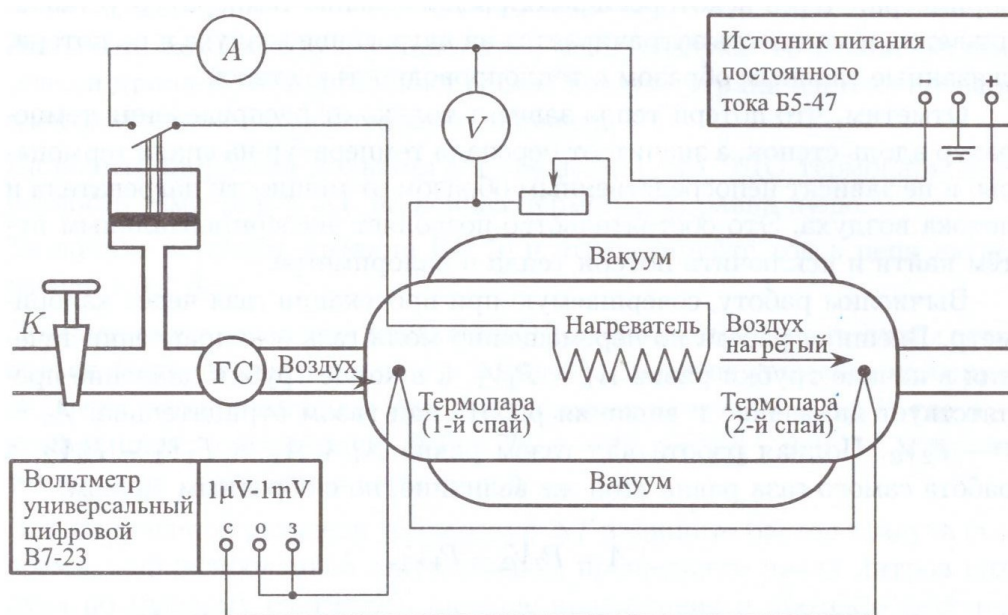 A
V
Источник питания
постоянного
тока Б5-47
- +
K
ГС
Воздух
Вакуум
Нагреватель
Воздух
нагретый
Термопара
(1-й спай)
Термопара
(2-й спай)
Вакуум
Вольтметр
универсальный
цифровой
В7-23
1μV-1mV
с о з